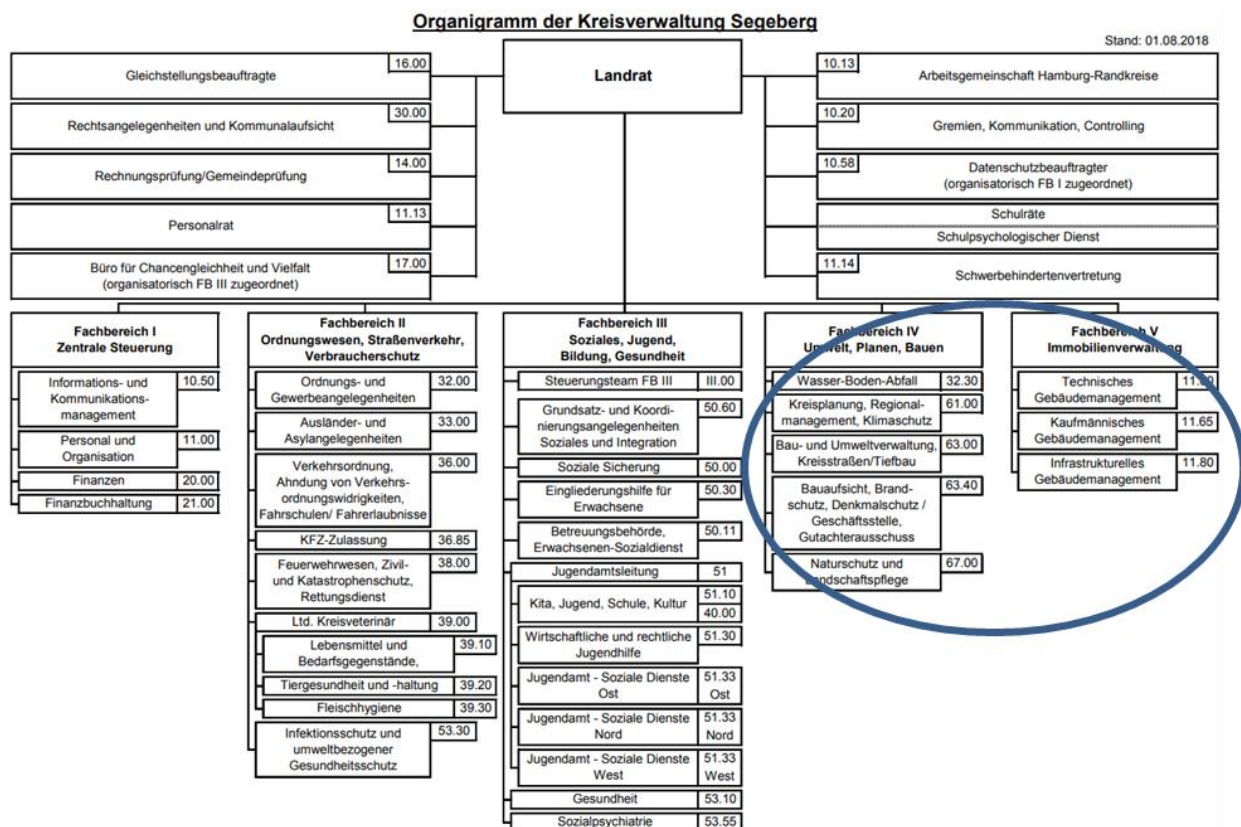 Organigramm der Kreisverwaltung Segeberg
Stand: 01.08.2018
Landrat
16.00
Gleichstellungsbeauftragte
30.00
Rechtsangelegenheiten und Kommunalaufsicht
14.00
Rechnungsprüfung/Gemeindeprüfung
11.13
Personalrat
17.00
Büro für Chancengleichheit und Vielfalt
(organisatorisch FB III zugeordnet)
10.13
Arbeitsgemeinschaft Hamburg-Randkreise
10.20
Gremien, Kommunikation, Controlling
10.58
Datenschutzbeauftragter
(organisatorisch FB I zugeordnet)
Schulräte
Schulpsychologischer Dienst
11.14
Schwerbehindertenvertretung
Fachbereich I
Zentrale Steuerung
Informations- und 10.50
Kommunikations-
management
Personal und 11.00
Organisation
Finanzen 20.00
Finanzbuchhaltung 21.00
Fachbereich II
Ordnungswesen, Straßenverkehr,
Verbraucherschutz
Ordnungs- und 32.00
Gewerbeangelegenheiten
Ausländer- und 33.00
Asylangelegenheiten
Verkehrsordnung, 36.00
Ahndung von Verkehrs-
ordnungswidrigkeiten,
Fahrschulen/ Fahrerlaubnisse
KFZ-Zulassung 36.85
Feuerwehrwesen, Zivil- 38.00
und Katastrophenschutz,
Rettungsdienst
Ltd. Kreisveterinär 39.00
Lebensmittel und 39.10
Bedarfsgegenstände,
Tiergesundheit und -haltung 39.20
Fleischhygiene 39.30
Infektionsschutz und 53.30
umweltbezogener
Gesundheitsschutz
Fachbereich III
Soziales, Jugend,
Bildung, Gesundheit
Steuerungsteam FB III III.00
Grundsatz- und Koordi- 50.60
nierungsangelegenheiten
Soziales und Integration
Soziale Sicherung 50.00
Eingliederungshilfe für 50.30
Erwachsene
Betreuungsbehörde, 50.11
Erwachsenen-Sozialdienst
Jugendamtsleitung 51
Kita, Jugend, Schule, Kultur 51.10
40.00
Wirtschaftliche und rechtliche 51.30
Jugendhilfe
Jugendamt - Soziale Dienste 51.33
Ost Ost
Jugendamt - Soziale Dienste 51.33
Nord Nord
Jugendamt - Soziale Dienste 51.33
West West
Gesundheit 53.10
Sozialpsychiatrie 53.55
Fachbereich IV
Umwelt, Planen, Bauen
Wasser-Boden-Abfall 32.30
Kreisplanung, Regional- 61.00
management, Klimaschutz
Bau- und Umweltverwaltung, 63.00
Kreisstraßen/Tiefbau
Bauaufsicht, Brand- 63.40
schutz, Denkmalschutz /
Geschäftsstelle,
Gutachterausschuss
Naturschutz und 67.00
Landschaftspflege
Fachbereich V
Immobilienverwaltung
Technisches
Gebäudemanagement
Kaufmännisches 11.65
Gebäudemanagement
Infrastrukturelles 11.80
Gebäudemanagement